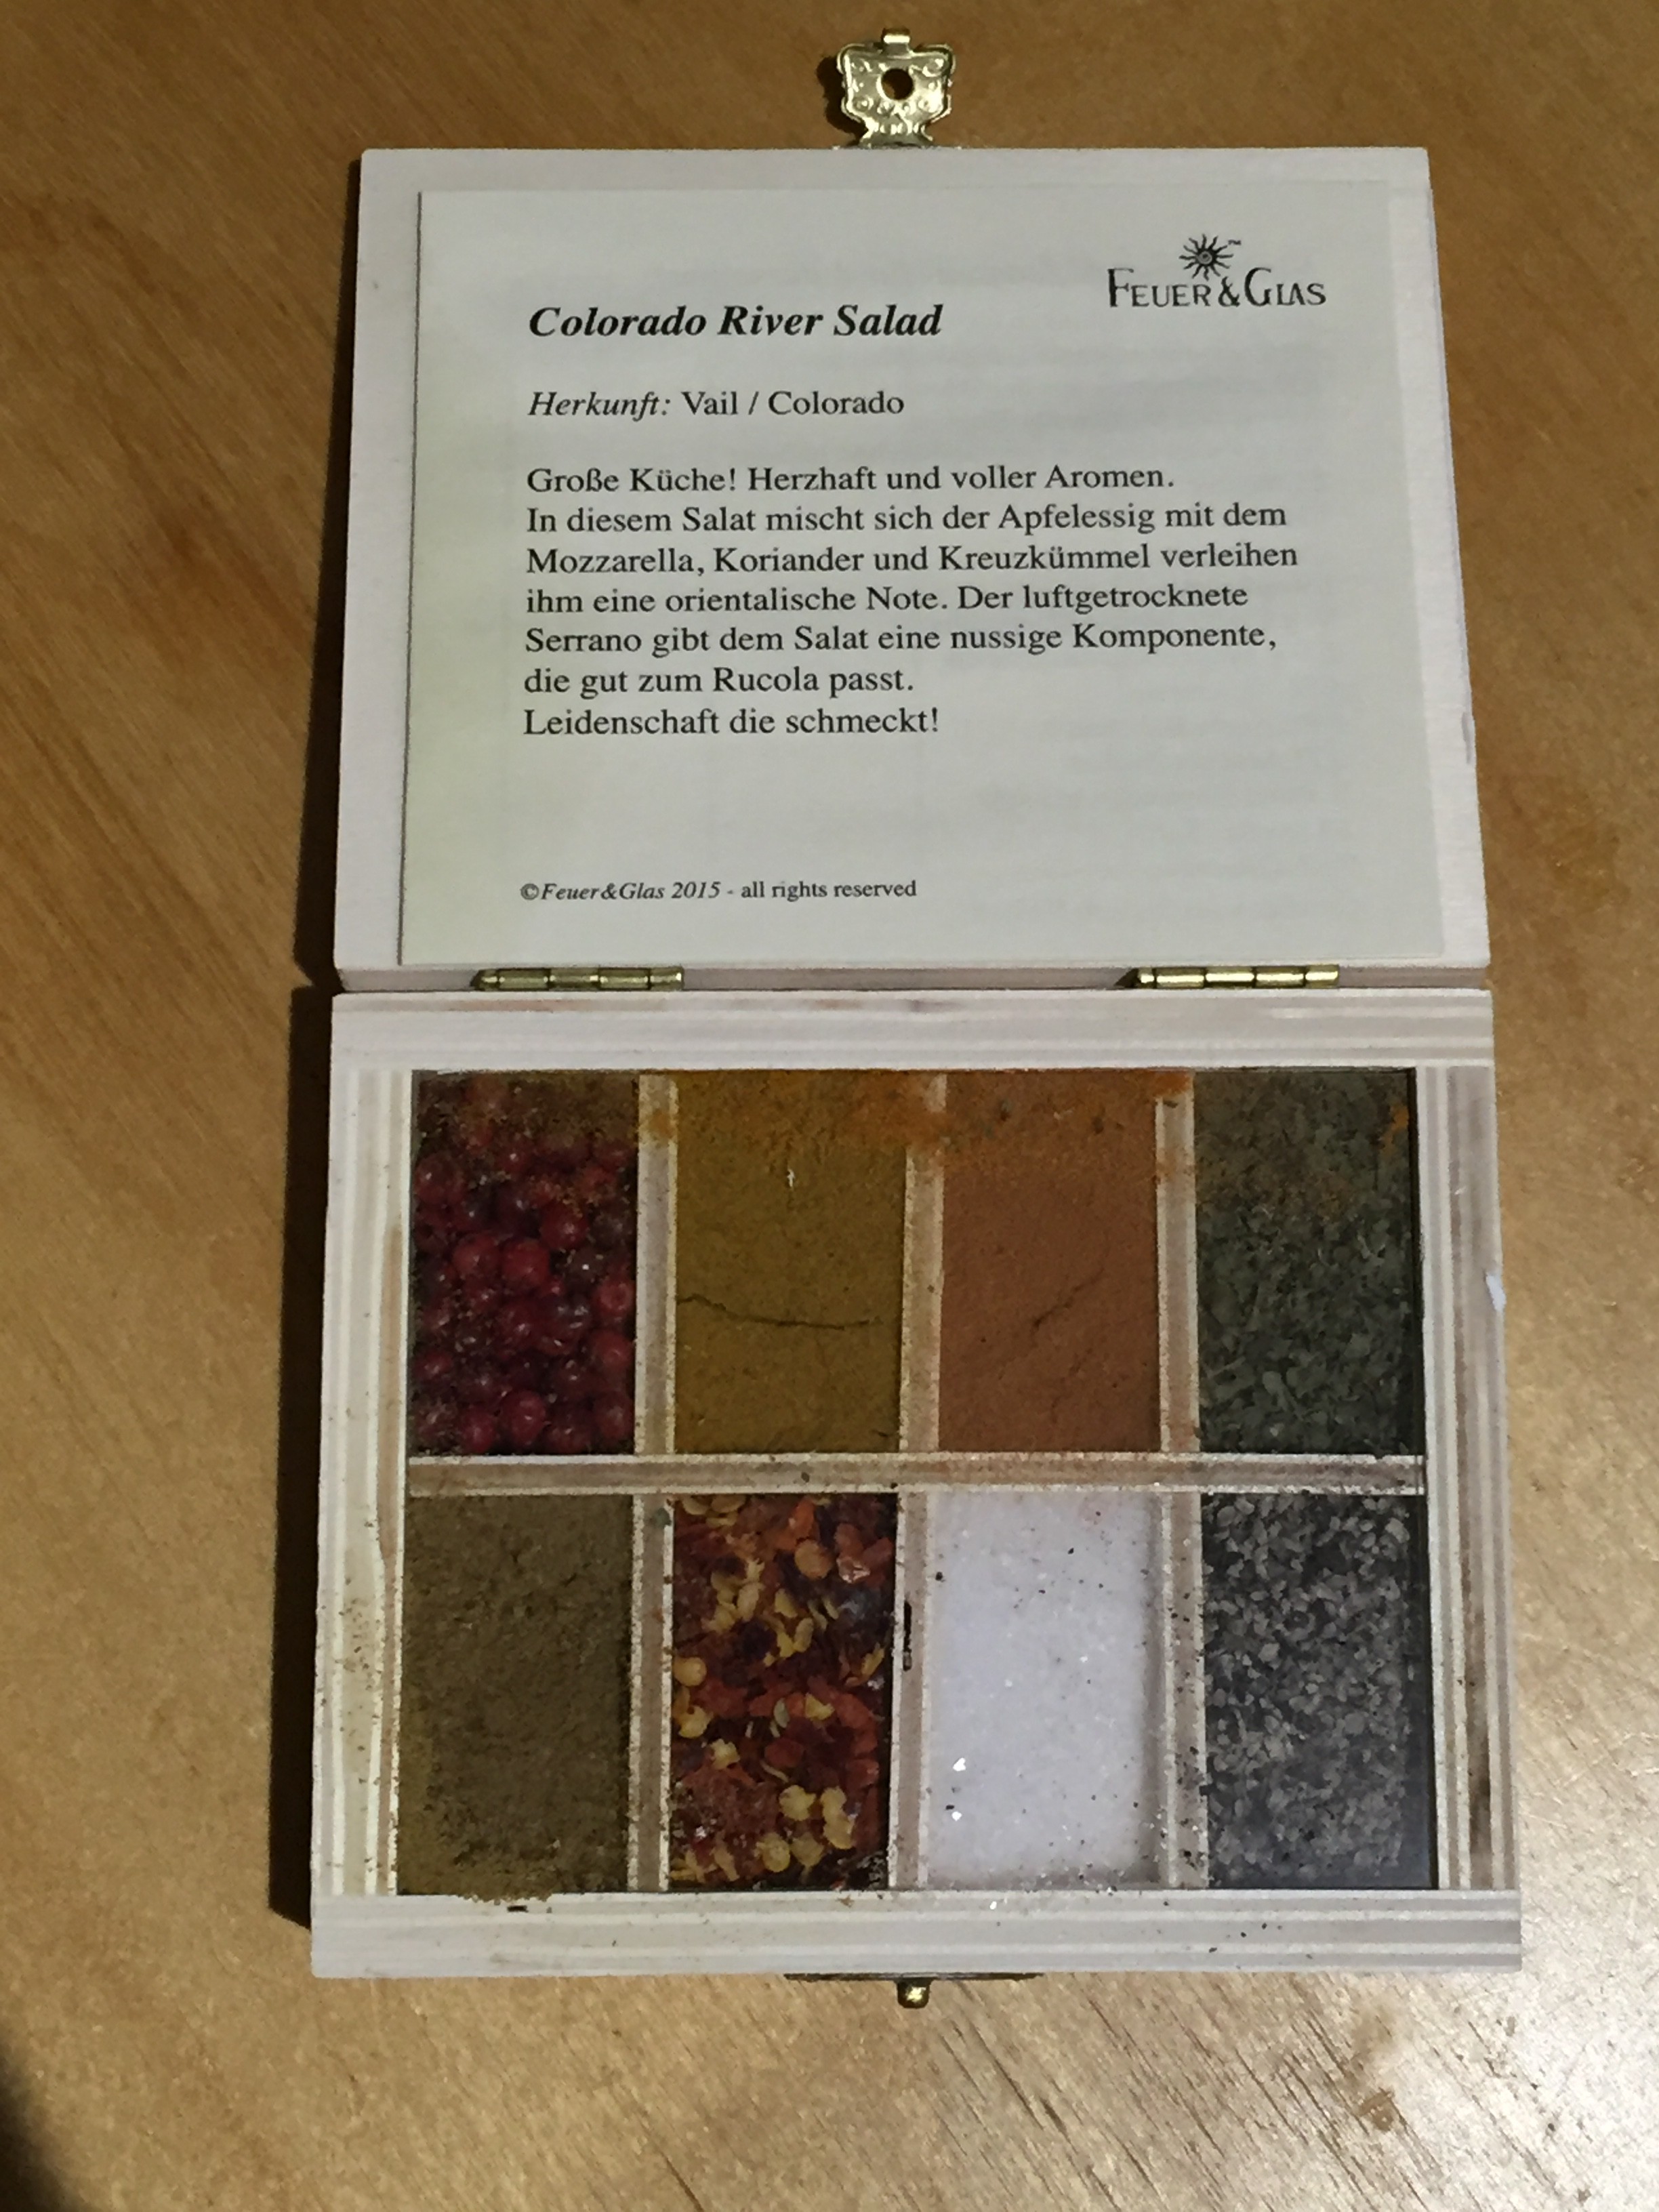 FEUER & GLAS™
Colorado River Salad
Herkunft: Vail / Colorado
Große Küche! Herzhaft und voller Aromen.
In diesem Salat mischt sich der Apfelessig mit dem
Mozzarella, Koriander und Kreuzkümmel verleihen
ihm eine orientalische Note. Der luftgetrocknete
Serrano gibt dem Salat eine nussige Komponente,
die gut zum Rucola passt.
Leidenschaft die schmeckt!
©Feuer&Glas 2015 - all rights reserved